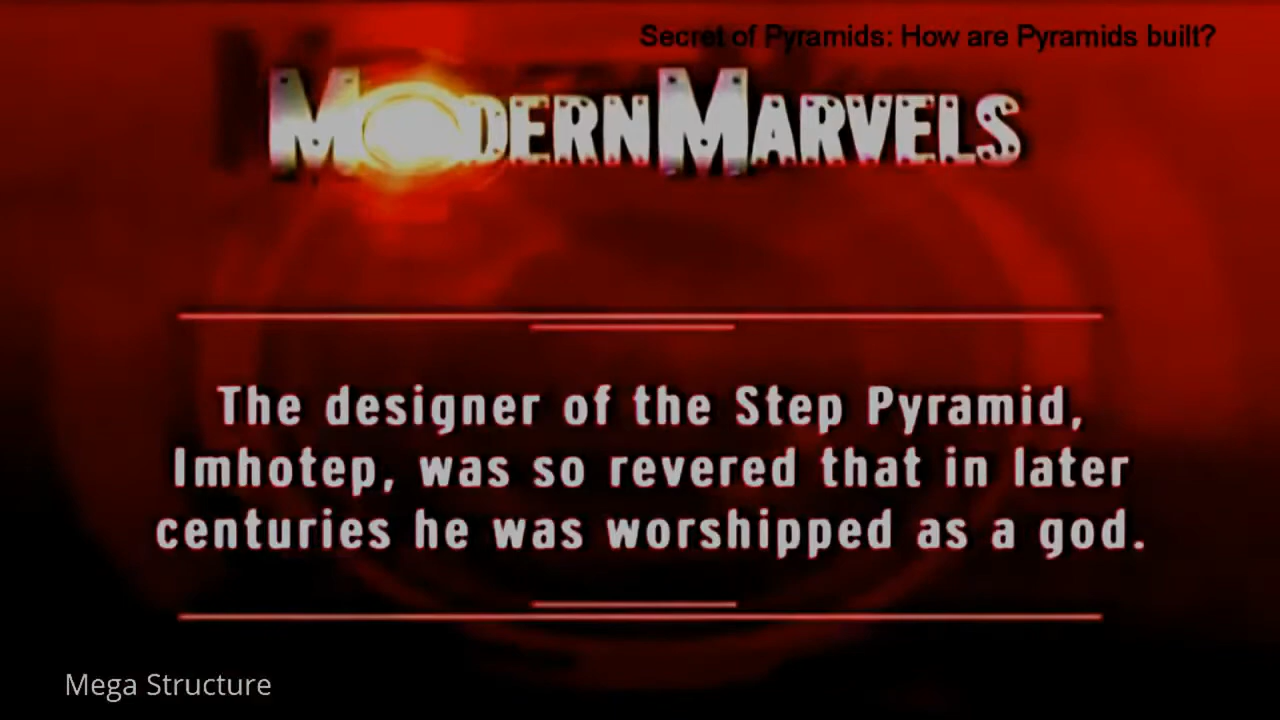 Secret of Pyramids: How are Pyramids built?
MODERN MARVELS
The designer of the Step Pyramid,
Imhotep, was so revered that in later
centuries he was worshipped as a god.
Mega Structure